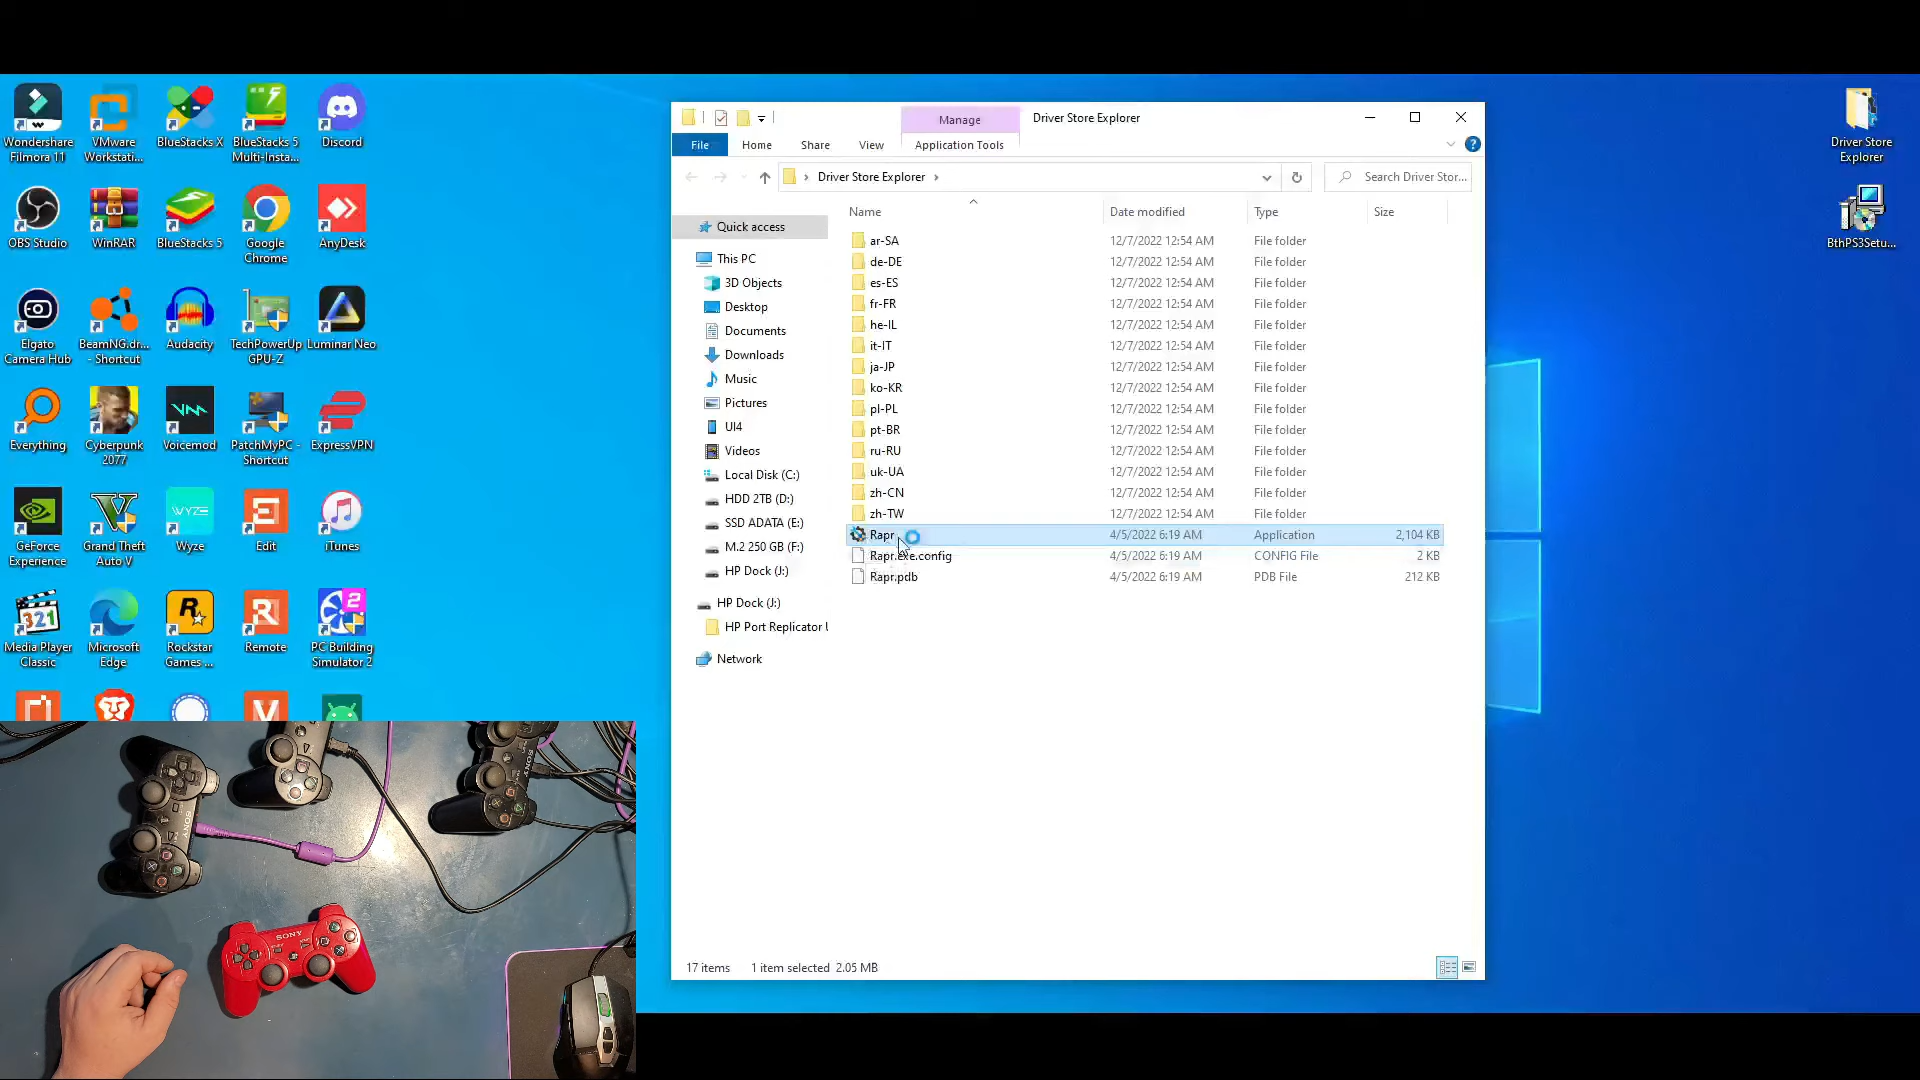 Wondershare
Filmora 11
VMware
Workstati...
BlueStacks X
BlueStacks 5
Multi-Insta...
Discord
OBS Studio
WinRAR
BlueStacks 5
Google
Chrome
AnyDesk
Elgato
Camera Hub
BeamNG.dr...
- Shortcut
Audacity
TechPowerUp
GPU-Z
Luminar Neo
Everything
Cyberpunk
2077
Voicemod
PatchMyPC -
Shortcut
ExpressVPN
GeForce
Experience
Grand Theft
Auto V
WYZE
Wyze
Edit
iTunes
321
Media Player
Classic
Microsoft
Edge
Rockstar
Games ...
Remote
2
PC Building
Simulator 2
Manage
Driver Store Explorer
File
Home
Share
View
Application Tools
Driver Store Explorer
Search Driver Stor...
Name
Date modified
Type
Size
Quick access
This PC
3D Objects
Desktop
Documents
Downloads
Music
Pictures
UI4
Videos
Local Disk (C:)
HDD 2TB (D:)
SSD ADATA (E:)
M.2 250 GB (F:)
HP Dock (J:)
HP Dock (J:)
HP Port Replicator U
Network
ar-SA 12/7/2022 12:54 AM File folder
de-DE 12/7/2022 12:54 AM File folder
es-ES 12/7/2022 12:54 AM File folder
fr-FR 12/7/2022 12:54 AM File folder
he-IL 12/7/2022 12:54 AM File folder
it-IT 12/7/2022 12:54 AM File folder
ja-JP 12/7/2022 12:54 AM File folder
ko-KR 12/7/2022 12:54 AM File folder
pl-PL 12/7/2022 12:54 AM File folder
pt-BR 12/7/2022 12:54 AM File folder
ru-RU 12/7/2022 12:54 AM File folder
uk-UA 12/7/2022 12:54 AM File folder
zh-CN 12/7/2022 12:54 AM File folder
zh-TW 12/7/2022 12:54 AM File folder
Rapr 4/5/2022 6:19 AM Application 2,104 KB
Rapr.exe.config 4/5/2022 6:19 AM CONFIG File 2 KB
Rapr.pdb 4/5/2022 6:19 AM PDB File 212 KB
17 items
1 item selected 2.05 MB
Driver Store
Explorer
BthPS3Setu...
SONY
SONY
SONY